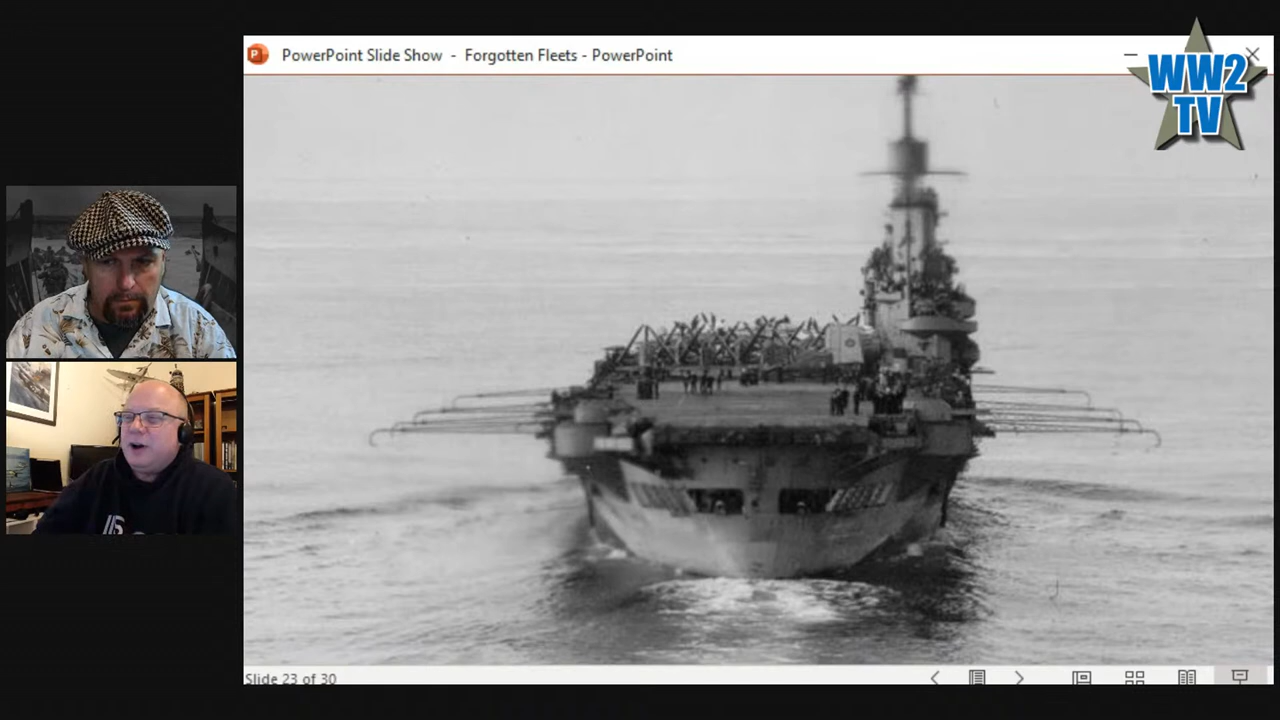 PowerPoint Slide Show - Forgotten Fleets - PowerPoint
WW2
TV
Slide 23 of 30